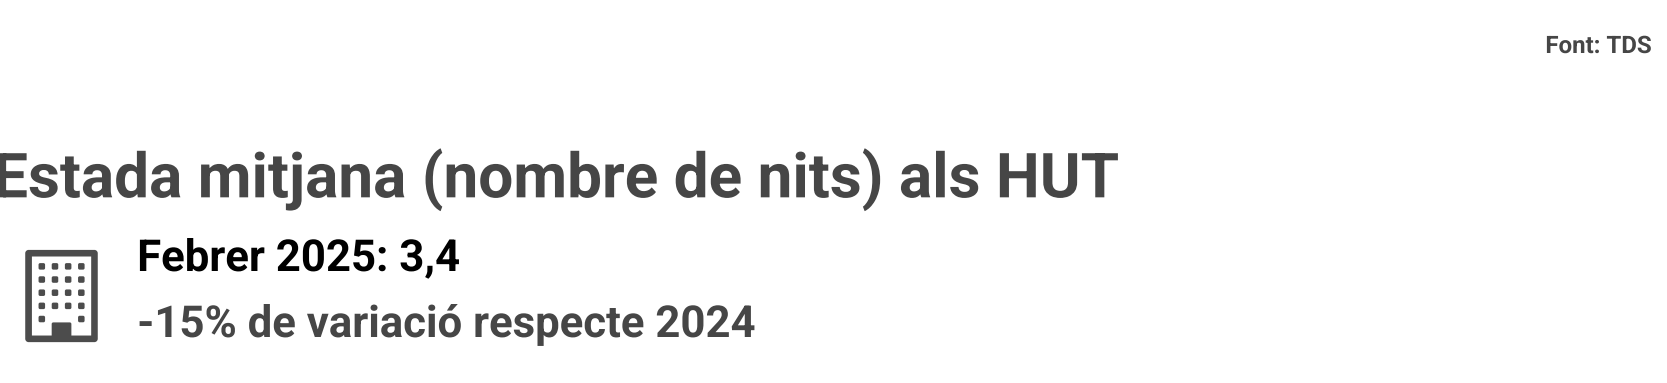 Font: TDS
Estada mitjana (nombre de nits) als HUT
Febrer 2025: 3,4
-15% de variació respecte 2024